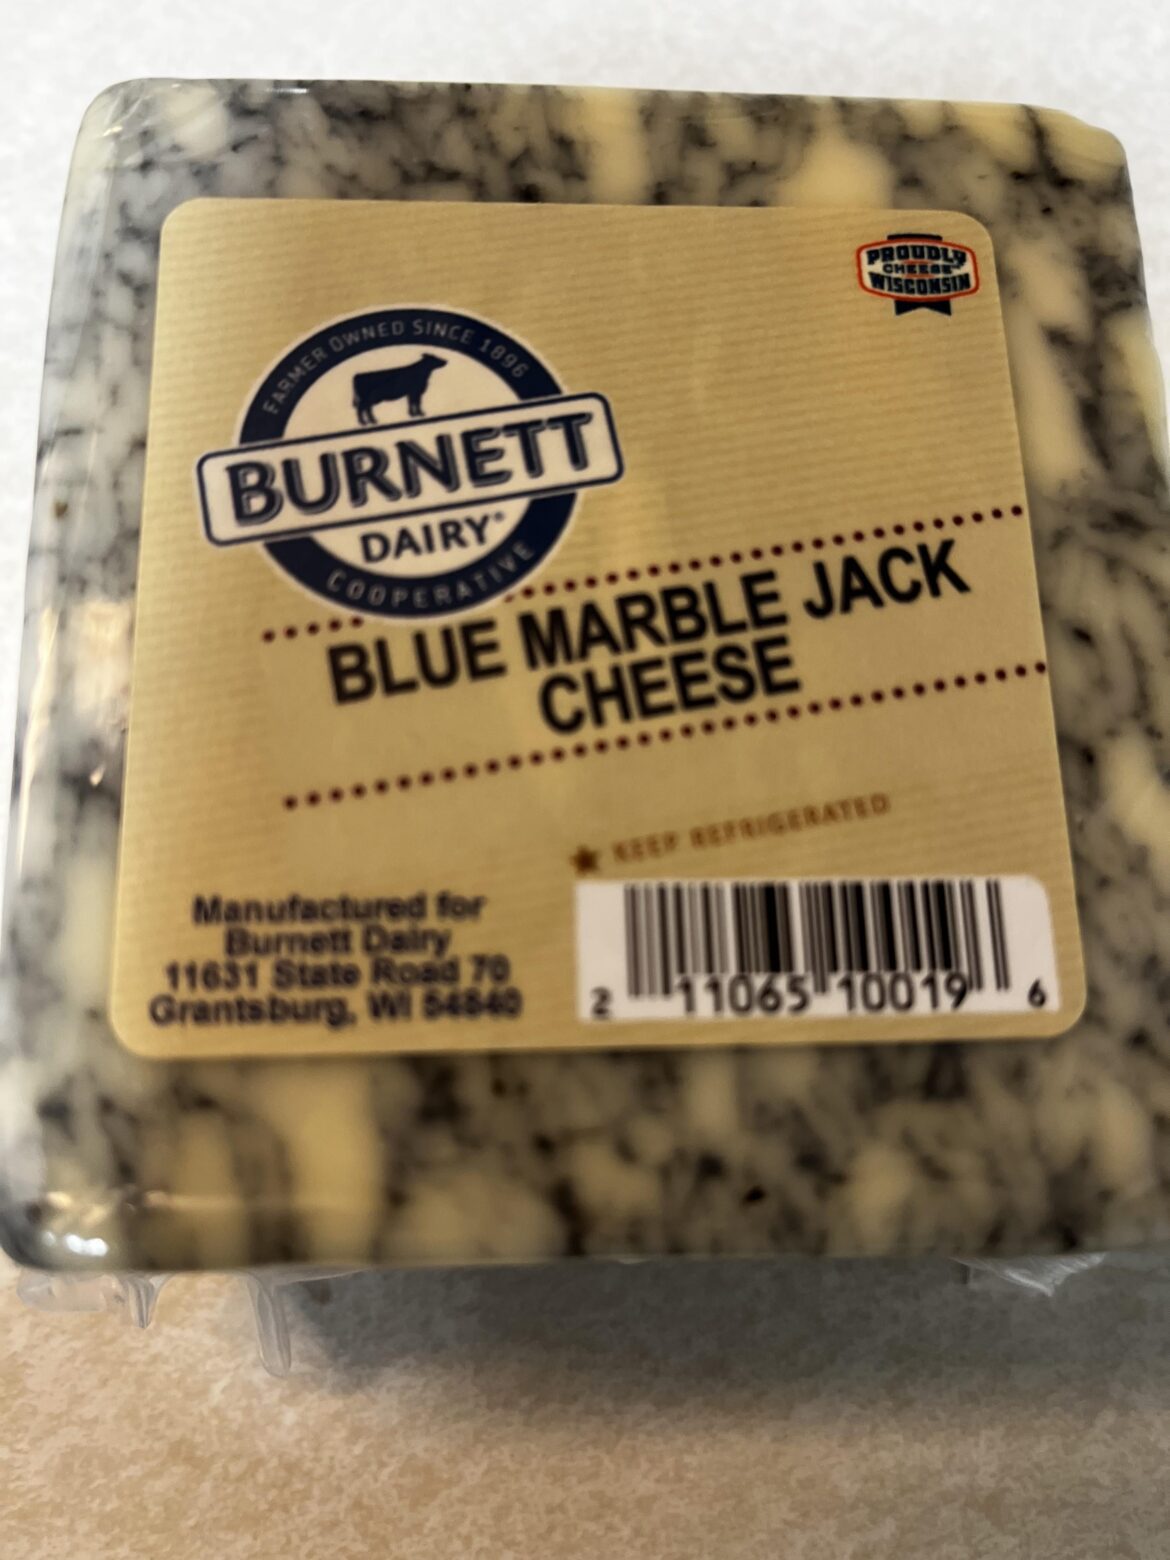 PROUDLY
CHEESE
WISCONSIN
FARMER OWNED SINCE 1896
BURNETT
DAIRY®
COOPERATIVE
BLUE MARBLE JACK
CHEESE
★ KEEP REFRIGERATED
Manufactured for
Burnett Dairy
11631 State Road 70
Grantsburg, WI 54840
2 11065 10019 6